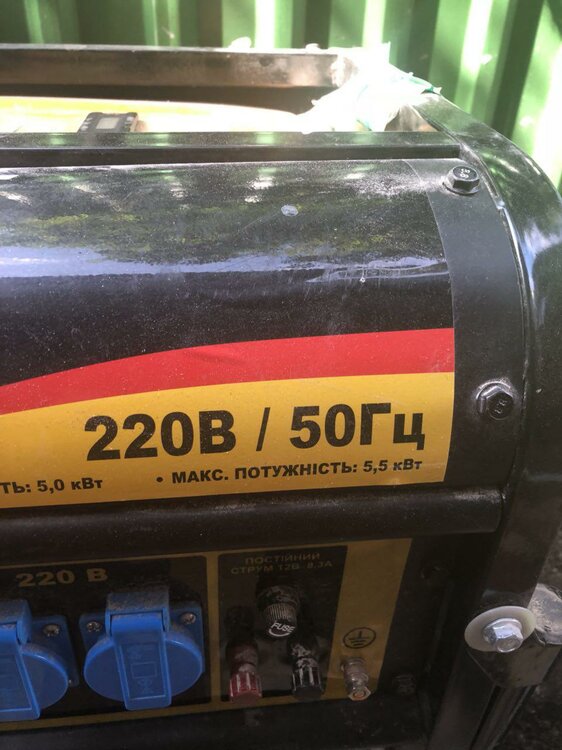 220В / 50Гц
ТЬ: 5,0 кВт
• МАКС. ПОТУЖНІСТЬ: 5,5 кВт
220 В
ПОСТІЙНИЙ
СТРУМ 12В 8.3А
FUSE